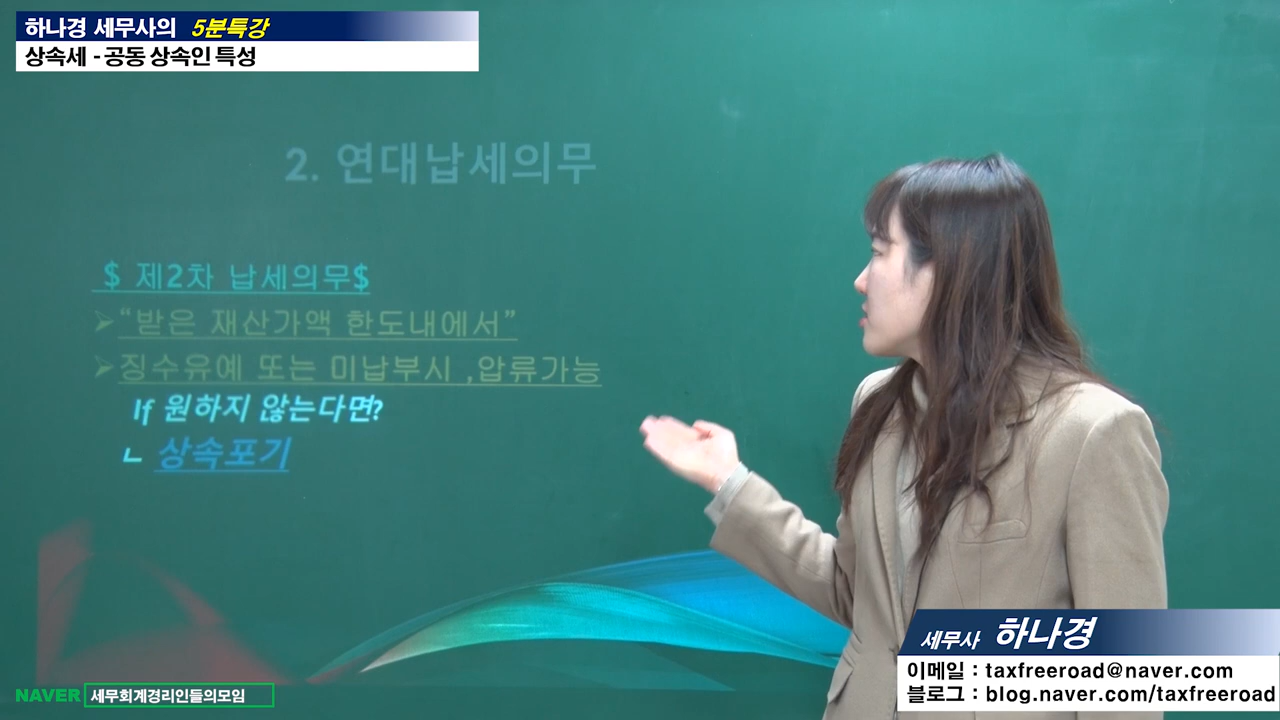 하나경 세무사의 5분특강
상속세 - 공동 상속인 특성
2. 연대납세의무
$ 제2차 납세의무$
➢“받은 재산가액 한도내에서”
➢징수유예 또는 미납부시 ,압류가능
If 원하지 않는다면?
ㄴ 상속포기
세무사 하나경
이메일 : taxfreeroad@naver.com
블로그 : blog.naver.com/taxfreeroad
NAVER 세무회계경리인들의모임